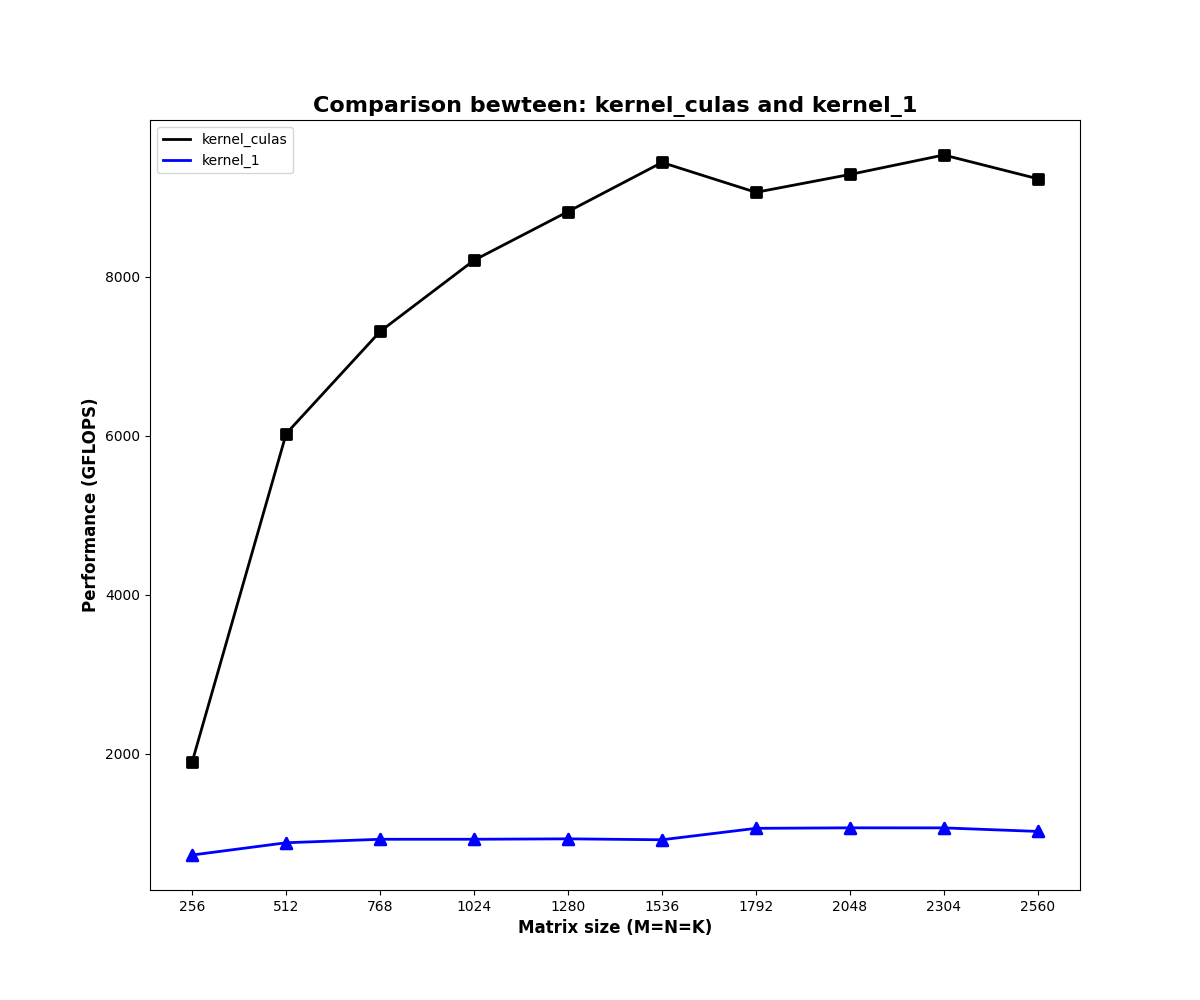 Comparison bewteen: kernel_culas and kernel_1
kernel_culas
kernel_1
Performance (GFLOPS)
8000
6000
4000
2000
256 512 768 1024 1280 1536 1792 2048 2304 2560
Matrix size (M=N=K)